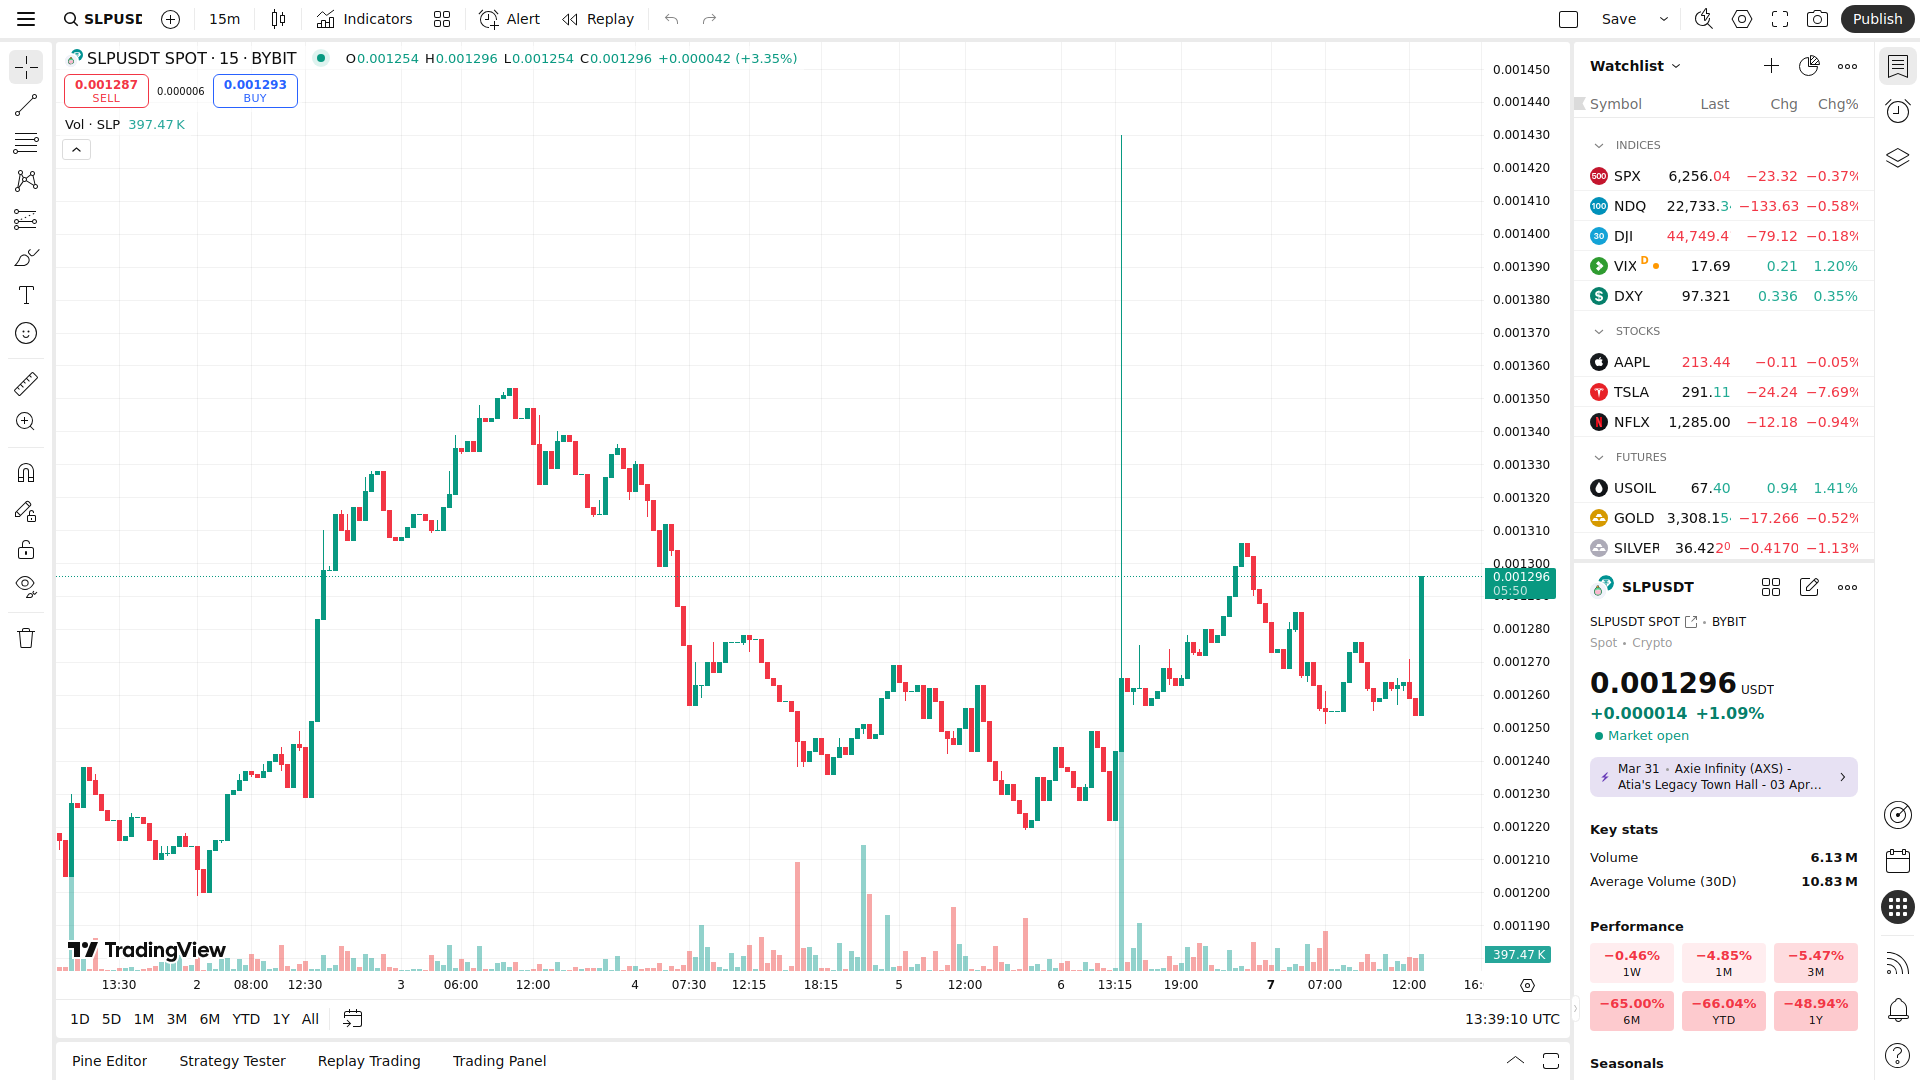 SLPUSD 15m Indicators Alert Replay Save Publish
SLPUSDT SPOT · 15 · BYBIT O0.001254 H0.001296 L0.001254 C0.001296 +0.000042 (+3.35%)
0.001287 SELL 0.000006 0.001293 BUY
Vol · SLP 397.47 K
0.001450
0.001440
0.001430
0.001420
0.001410
0.001400
0.001390
0.001380
0.001370
0.001360
0.001350
0.001340
0.001330
0.001320
0.001310
0.001300
0.001296
05:50
0.001280
0.001270
0.001260
0.001250
0.001240
0.001230
0.001220
0.001210
0.001200
0.001190
397.47 K
TradingView
13:30 2 08:00 12:30 3 06:00 12:00 4 07:30 12:15 18:15 5 12:00 6 13:15 19:00 7 07:00 12:00 16:
1D 5D 1M 3M 6M YTD 1Y All 13:39:10 UTC
Pine Editor Strategy Tester Replay Trading Trading Panel
Watchlist
Symbol Last Chg Chg%
INDICES
SPX 6,256.04 −23.32 −0.37%
NDQ 22,733.3 −133.63 −0.58%
DJI 44,749.4 −79.12 −0.18%
VIX D 17.69 0.21 1.20%
DXY 97.321 0.336 0.35%
STOCKS
AAPL 213.44 −0.11 −0.05%
TSLA 291.11 −24.24 −7.69%
NFLX 1,285.00 −12.18 −0.94%
FUTURES
USOIL 67.40 0.94 1.41%
GOLD 3,308.15 −17.266 −0.52%
SILVER 36.4220 −0.4170 −1.13%
SLPUSDT
SLPUSDT SPOT • BYBIT
Spot • Crypto
0.001296 USDT
+0.000014 +1.09%
Market open
Mar 31 • Axie Infinity (AXS) -
Atia's Legacy Town Hall - 03 Apr...
Key stats
Volume 6.13 M
Average Volume (30D) 10.83 M
Performance
−0.46% −4.85% −5.47%
1W 1M 3M
−65.00% −66.04% −48.94%
6M YTD 1Y
Seasonals